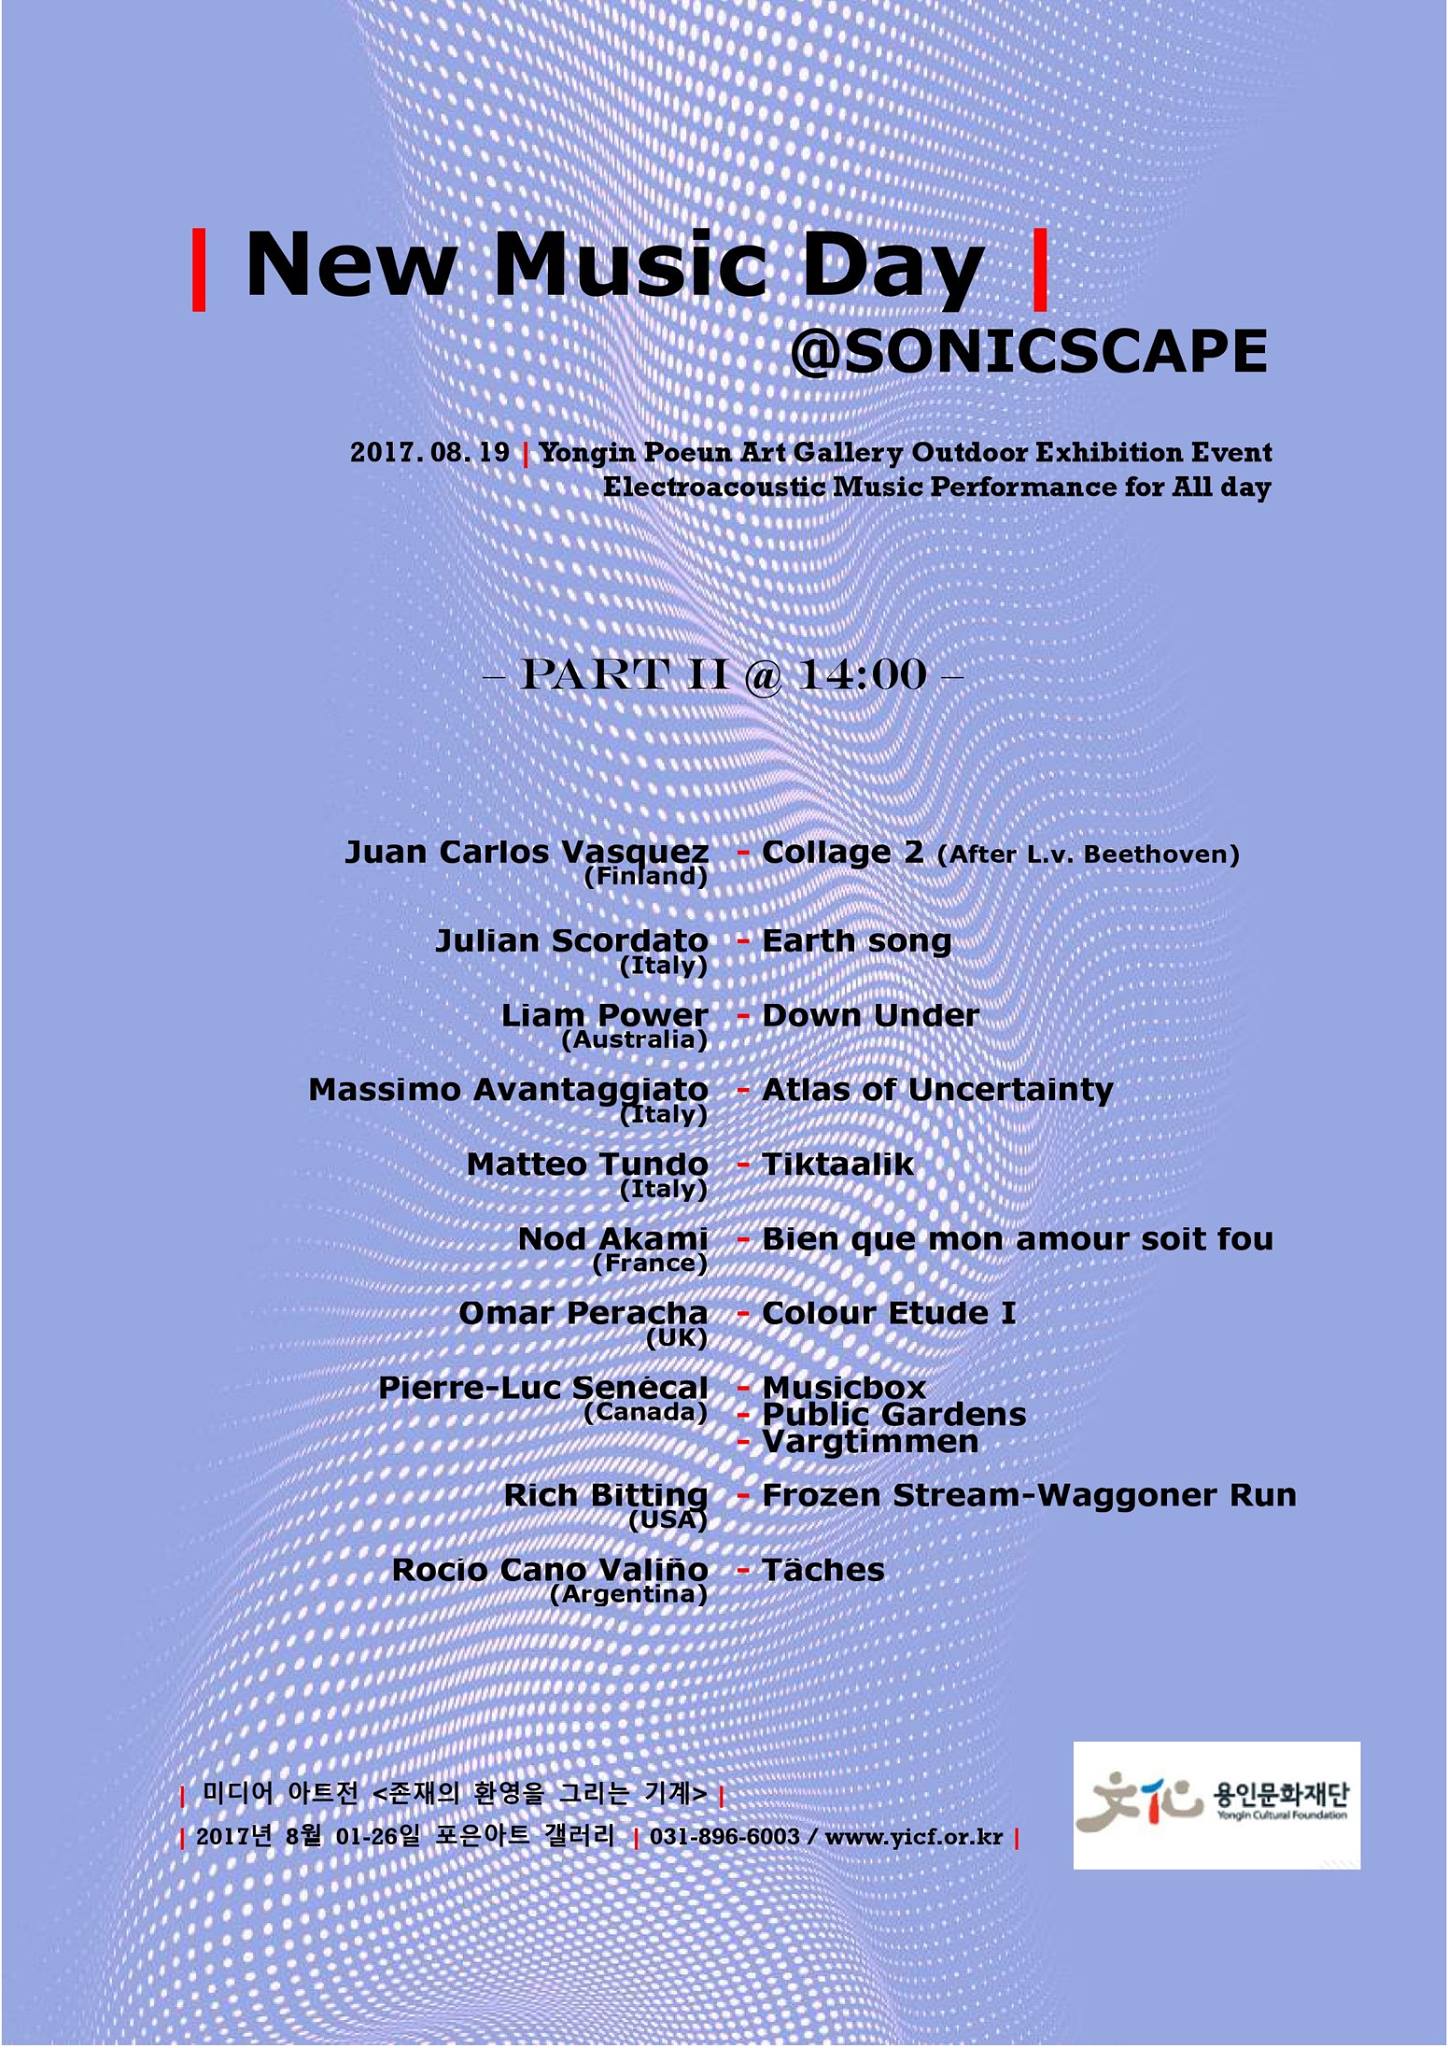 | New Music Day |
@SONICSCAPE
2017. 08. 19 | Yongin Poeun Art Gallery Outdoor Exhibition Event
Electroacoustic Music Performance for All day
– PART II @ 14:00 –
Juan Carlos Vasquez - Collage 2 (After L.v. Beethoven)
(Finland)
Julian Scordato - Earth song
(Italy)
Liam Power - Down Under
(Australia)
Massimo Avantaggiato - Atlas of Uncertainty
(Italy)
Matteo Tundo - Tiktaalik
(Italy)
Nod Akami - Bien que mon amour soit fou
(France)
Omar Peracha - Colour Etude I
(UK)
Pierre-Luc Senécal - Musicbox
(Canada) - Public Gardens
- Vargtimmen
Rich Bitting - Frozen Stream-Waggoner Run
(USA)
Rocío Cano Valiño - Tâches
(Argentina)
| 미디어 아트전 <존재의 환영을 그리는 기계> |
| 2017년 8월 01-26일 포은아트 갤러리 | 031-896-6003 / www.yicf.or.kr |
용인문화재단
Yongin Cultural Foundation